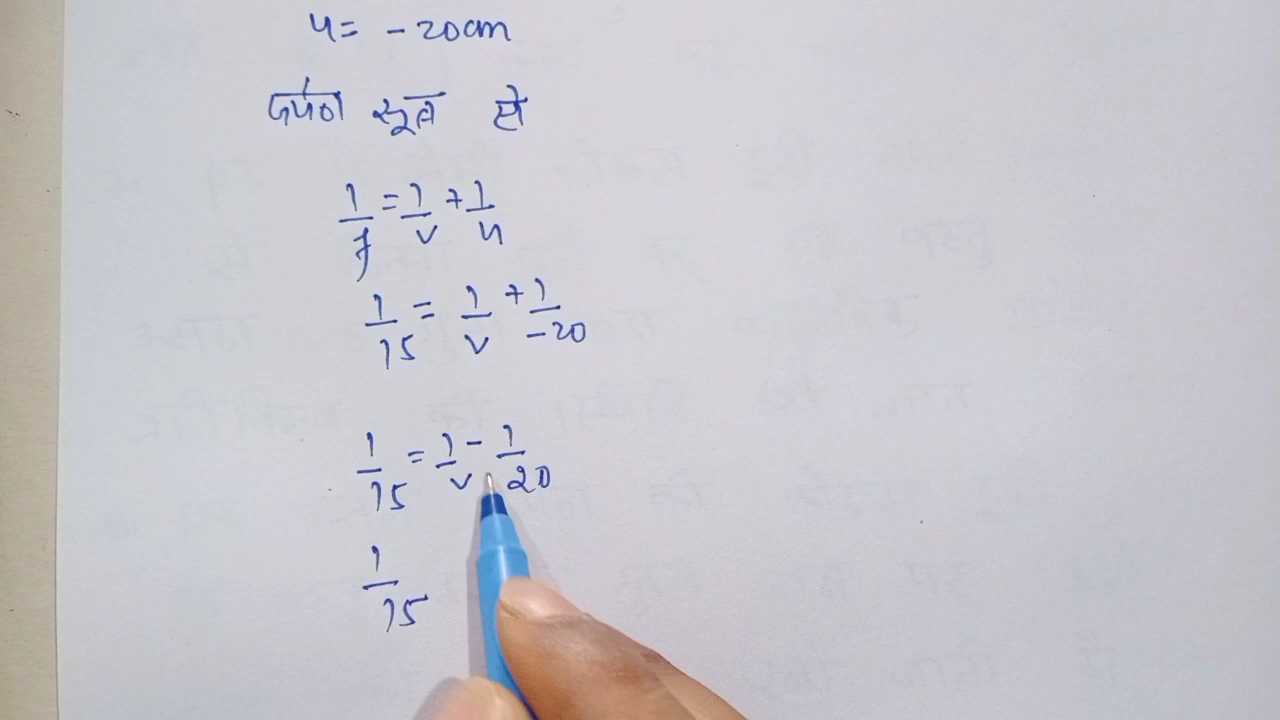 u = - 20cm
दर्पण सूत्र से
1/f = 1/v + 1/u
1/15 = 1/v + 1/-20
1/15 = 1/v - 1/20
1/15